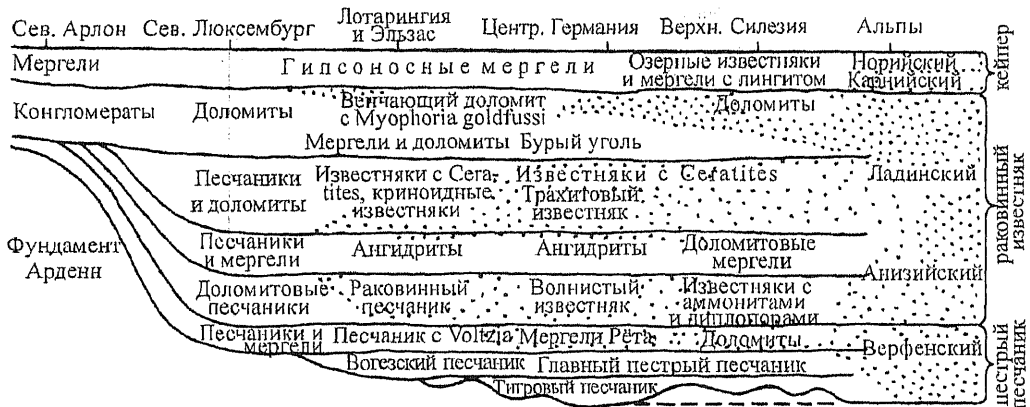 Сев. Арлон Сев. Люксембург Лотарингия и Эльзас Центр. Германия Верхн. Силезия Альпы
Мергели Гипсоносные мергели Озерные известняки и мергели с лингитом Норийский Карнийский
кейпер
Конгломераты Доломиты Венчающий доломит с Myophoria goldfussi Доломиты
Мергели и доломиты Бурый уголь
Песчаники и доломиты Известняки с Cera-
tites, криноидные известняки Известняки с Ceratites Трахитовый известняк Ладинский
раковинный известняк
Фундамент Арденн
Песчаники и мергели Ангидриты Ангидриты Доломитовые мергели
Доломитовые песчаники Раковинный песчаник Волнистый известняк Известняки с аммонитами и диплопорами Анизийский
Песчаники и мергели Песчаник с Voltzia Мергели Рёта Доломиты Верфенский
пестрый песчаник
Вогезский песчаник Главный пестрый песчаник
Тигровый песчаник